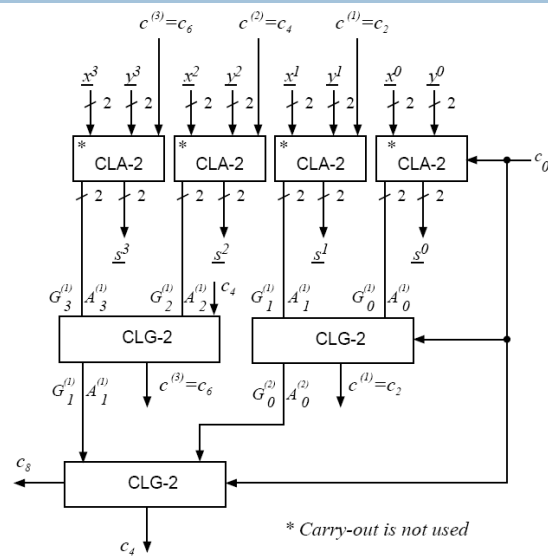 c(3)=c6 c(2)=c4 c(1)=c2
x3 y3 x2 y2 x1 y1 x0 y0
2 2 2 2 2 2 2 2
* CLA-2 * CLA-2 * CLA-2 * CLA-2 c0
2 2 2 2 2 2 2 2
s3 s2 s1 s0
G3(1) A3(1) G2(1) A2(1) c4 G1(1) A1(1) G0(1) A0(1)
CLG-2 CLG-2
G1(1) A1(1) c(3)=c6 G0(2) A0(2) c(1)=c2
c8 CLG-2
c4 * Carry-out is not used